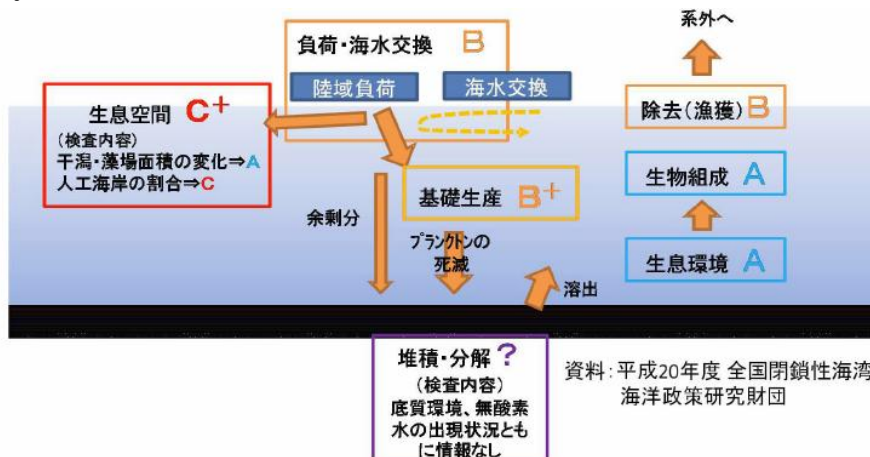 系外へ
負荷・海水交換 B
陸域負荷
海水交換
生息空間 C+
(検査内容)
干潟・藻場面積の変化⇒A
人工海岸の割合⇒C
除去(漁獲) B
生物組成 A
基礎生産 B+
余剰分
プランクトンの
死滅
生息環境 A
溶出
堆積・分解 ?
(検査内容)
底質環境、無酸素
水の出現状況とも
に情報なし
資料:平成20年度 全国閉鎖性海湾
海洋政策研究財団